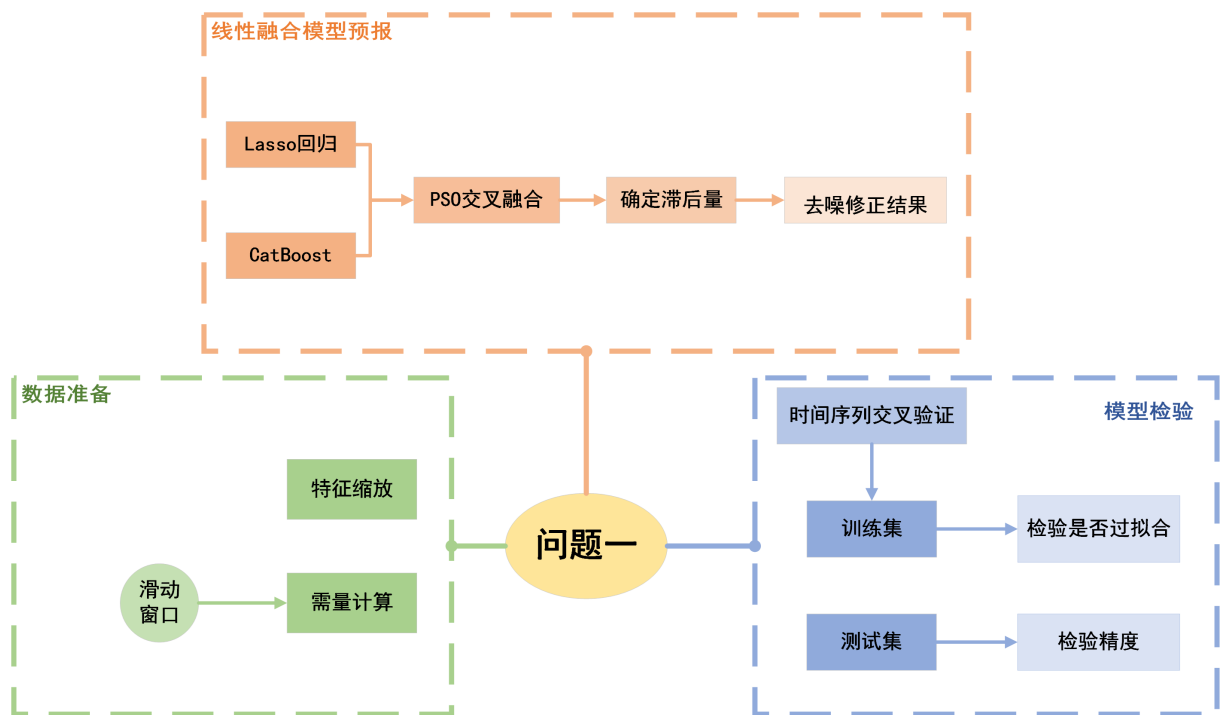 线性融合模型预报
Lasso回归
CatBoost
PSO交叉融合
确定滞后量
去噪修正结果
数据准备
特征缩放
滑动
窗口
需量计算
问题一
模型检验
时间序列交叉验证
训练集
检验是否过拟合
测试集
检验精度